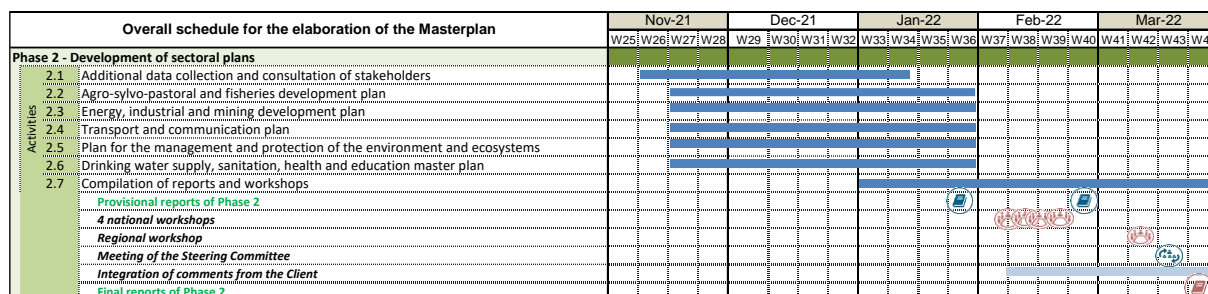 Overall schedule for the elaboration of the Masterplan
Nov-21 Dec-21 Jan-22 Feb-22 Mar-22
W25 W26 W27 W28 W29 W30 W31 W32 W33 W34 W35 W36 W37 W38 W39 W40 W41 W42 W43 W4
Phase 2 - Development of sectoral plans
Activities
2.1 Additional data collection and consultation of stakeholders
2.2 Agro-sylvo-pastoral and fisheries development plan
2.3 Energy, industrial and mining development plan
2.4 Transport and communication plan
2.5 Plan for the management and protection of the environment and ecosystems
2.6 Drinking water supply, sanitation, health and education master plan
2.7 Compilation of reports and workshops
Provisional reports of Phase 2
4 national workshops
Regional workshop
Meeting of the Steering Committee
Integration of comments from the Client
Final reports of Phase 2